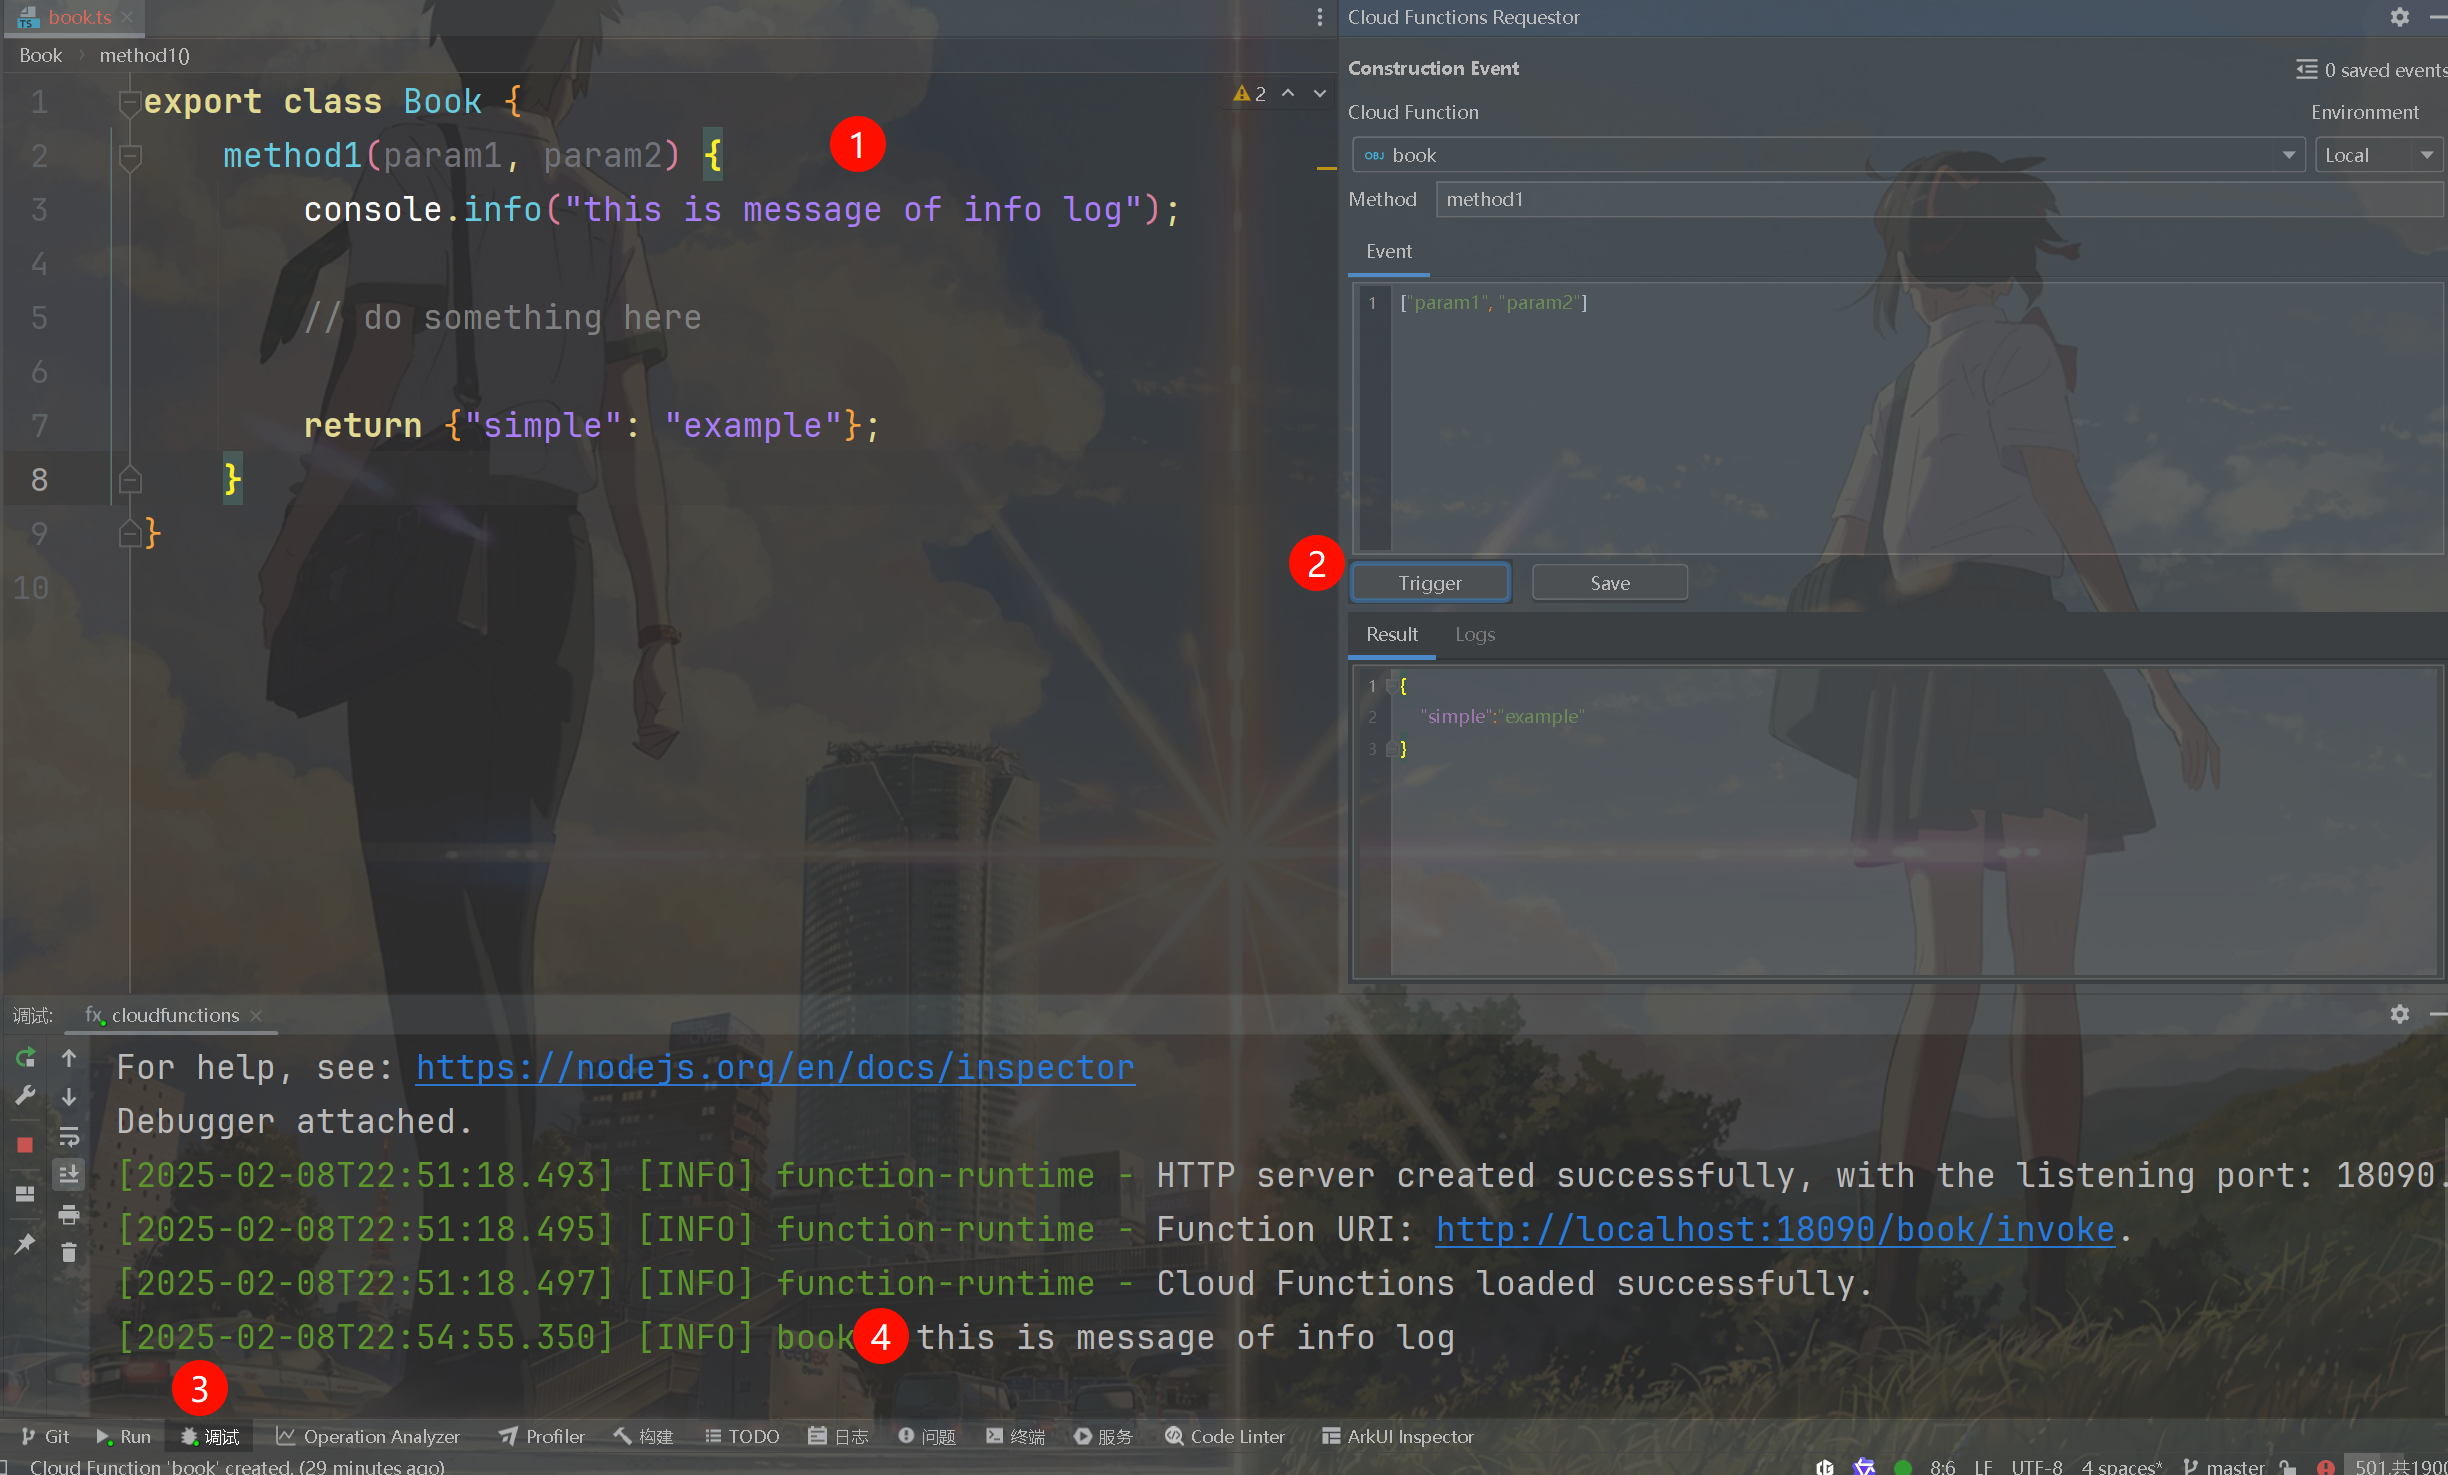 book.ts
Book method1()
1 export class Book {
2 method1(param1, param2) {
3 console.info("this is message of info log");
4
5 // do something here
6
7 return {"simple": "example"};
8 }
9 }
10
2
1
Cloud Functions Requestor
Construction Event
0 saved events
Cloud Function
Environment
OBJ book
Local
Method method1
Event
1 ["param1", "param2"]
2
Trigger Save
Result Logs
1 {
2 "simple":"example"
3 }
调试: fx cloudfunctions
For help, see: https://nodejs.org/en/docs/inspector
Debugger attached.
[2025-02-08T22:51:18.493] [INFO] function-runtime - HTTP server created successfully, with the listening port: 18090.
[2025-02-08T22:51:18.495] [INFO] function-runtime - Function URI: http://localhost:18090/book/invoke.
[2025-02-08T22:51:18.497] [INFO] function-runtime - Cloud Functions loaded successfully.
[2025-02-08T22:54:55.350] [INFO] book 4 this is message of info log
3
Git Run 调试 Operation Analyzer Profiler 构建 TODO 日志 问题 终端 服务 Code Linter ArkUI Inspector
Cloud Function 'book' created. (29 minutes ago)
8:6 LF UTF-8 4 spaces* master 501 共1900